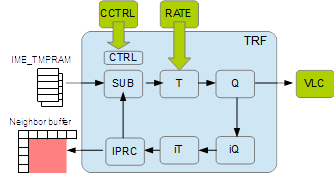 CCTRL
RATE
TRF
IME_TMPRAM
CTRL
SUB
T
Q
VLC
Neighbor buffer
IPRC
iT
iQ